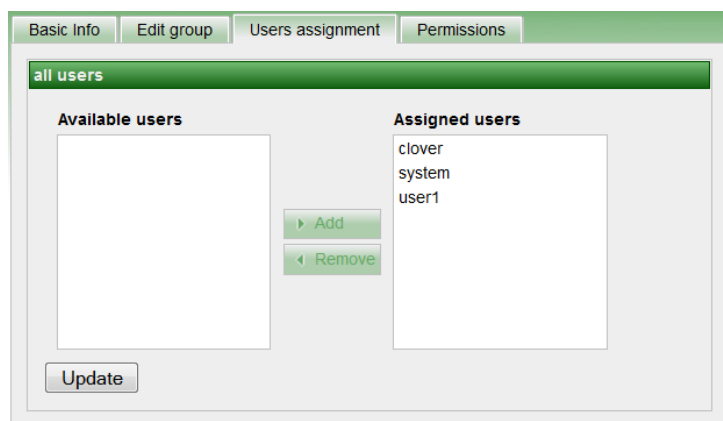 Basic Info Edit group Users assignment Permissions
all users
Available users Assigned users
clover
system
user1
Add
Remove
Update